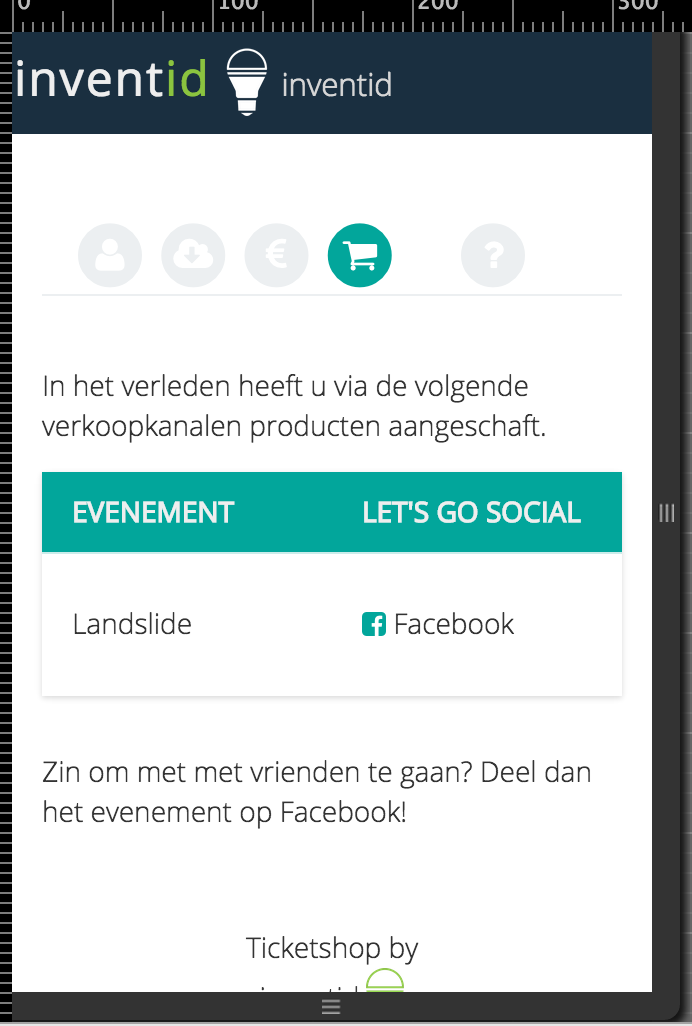 0 100 200 300
inventid inventid
€ ?
In het verleden heeft u via de volgende
verkoopkanalen producten aangeschaft.
EVENEMENT LET'S GO SOCIAL
Landslide Facebook
Zin om met met vrienden te gaan? Deel dan
het evenement op Facebook!
Ticketshop by
inventid